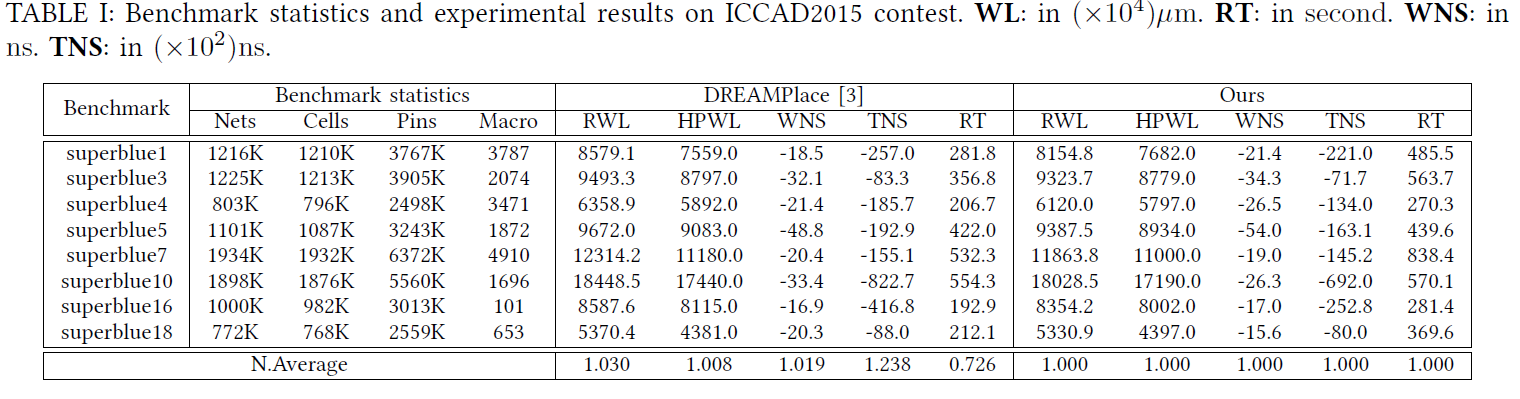 TABLE I: Benchmark statistics and experimental results on ICCAD2015 contest. WL: in (×10⁴)μm. RT: in second. WNS: in
ns. TNS: in (×10²)ns.
Benchmark Benchmark statistics DREAMPlace [3] Ours
Nets Cells Pins Macro RWL HPWL WNS TNS RT RWL HPWL WNS TNS RT
superblue1 1216K 1210K 3767K 3787 8579.1 7559.0 -18.5 -257.0 281.8 8154.8 7682.0 -21.4 -221.0 485.5
superblue3 1225K 1213K 3905K 2074 9493.3 8797.0 -32.1 -83.3 356.8 9323.7 8779.0 -34.3 -71.7 563.7
superblue4 803K 796K 2498K 3471 6358.9 5892.0 -21.4 -185.7 206.7 6120.0 5797.0 -26.5 -134.0 270.3
superblue5 1101K 1087K 3243K 1872 9672.0 9083.0 -48.8 -192.9 422.0 9387.5 8934.0 -54.0 -163.1 439.6
superblue7 1934K 1932K 6372K 4910 12314.2 11180.0 -20.4 -155.1 532.3 11863.8 11000.0 -19.0 -145.2 838.4
superblue10 1898K 1876K 5560K 1696 18448.5 17440.0 -33.4 -822.7 554.3 18028.5 17190.0 -26.3 -692.0 570.1
superblue16 1000K 982K 3013K 101 8587.6 8115.0 -16.9 -416.8 192.9 8354.2 8002.0 -17.0 -252.8 281.4
superblue18 772K 768K 2559K 653 5370.4 4381.0 -20.3 -88.0 212.1 5330.9 4397.0 -15.6 -80.0 369.6
N.Average 1.030 1.008 1.019 1.238 0.726 1.000 1.000 1.000 1.000 1.000